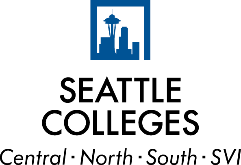 SEATTLE
COLLEGES
Central · North · South · SVI